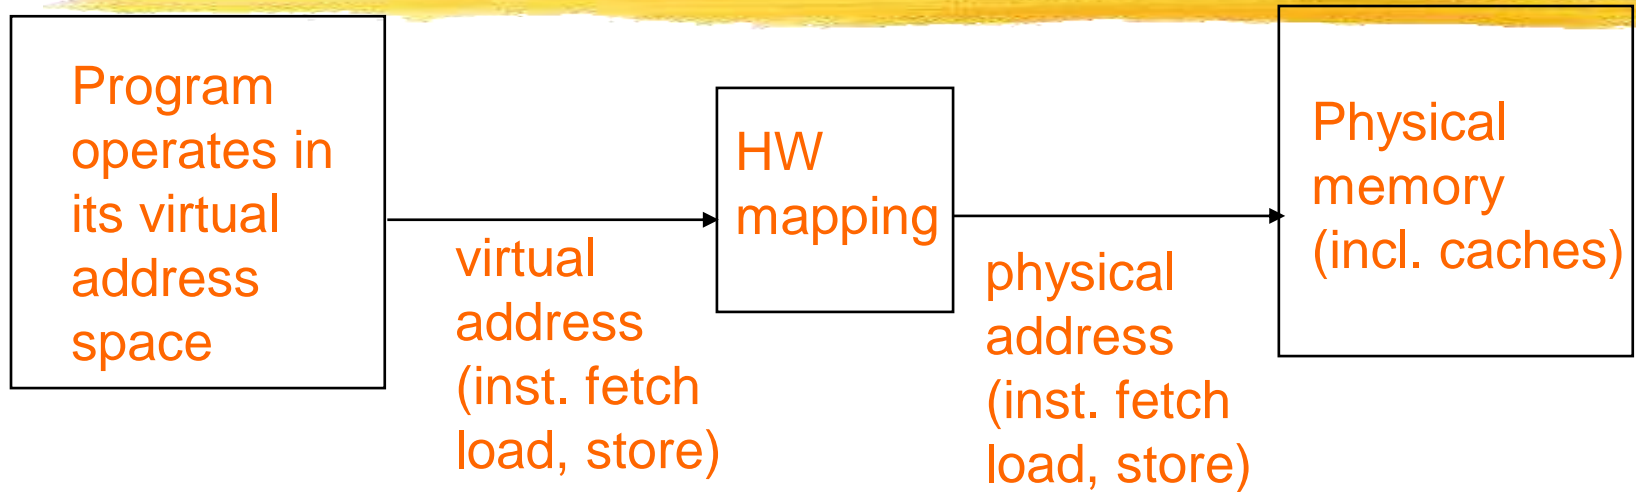 Program
operates in
its virtual
address
space
virtual
address
(inst. fetch
load, store)
HW
mapping
physical
address
(inst. fetch
load, store)
Physical
memory
(incl. caches)